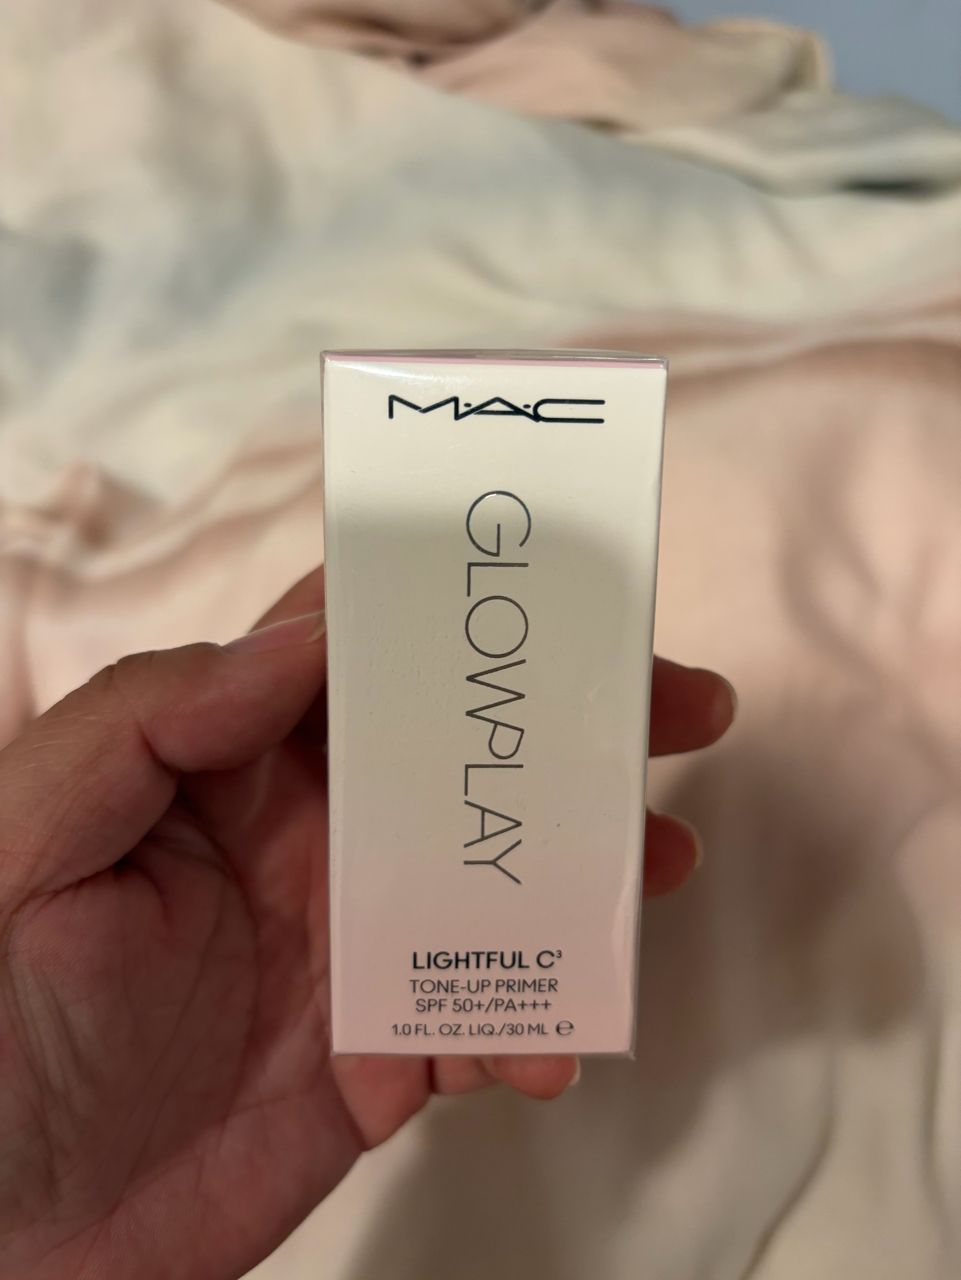 M·A·C
GLOWPLAY
LIGHTFUL C³
TONE-UP PRIMER
SPF 50+/PA+++
1.0 FL. OZ. LIQ./30 ML ℮